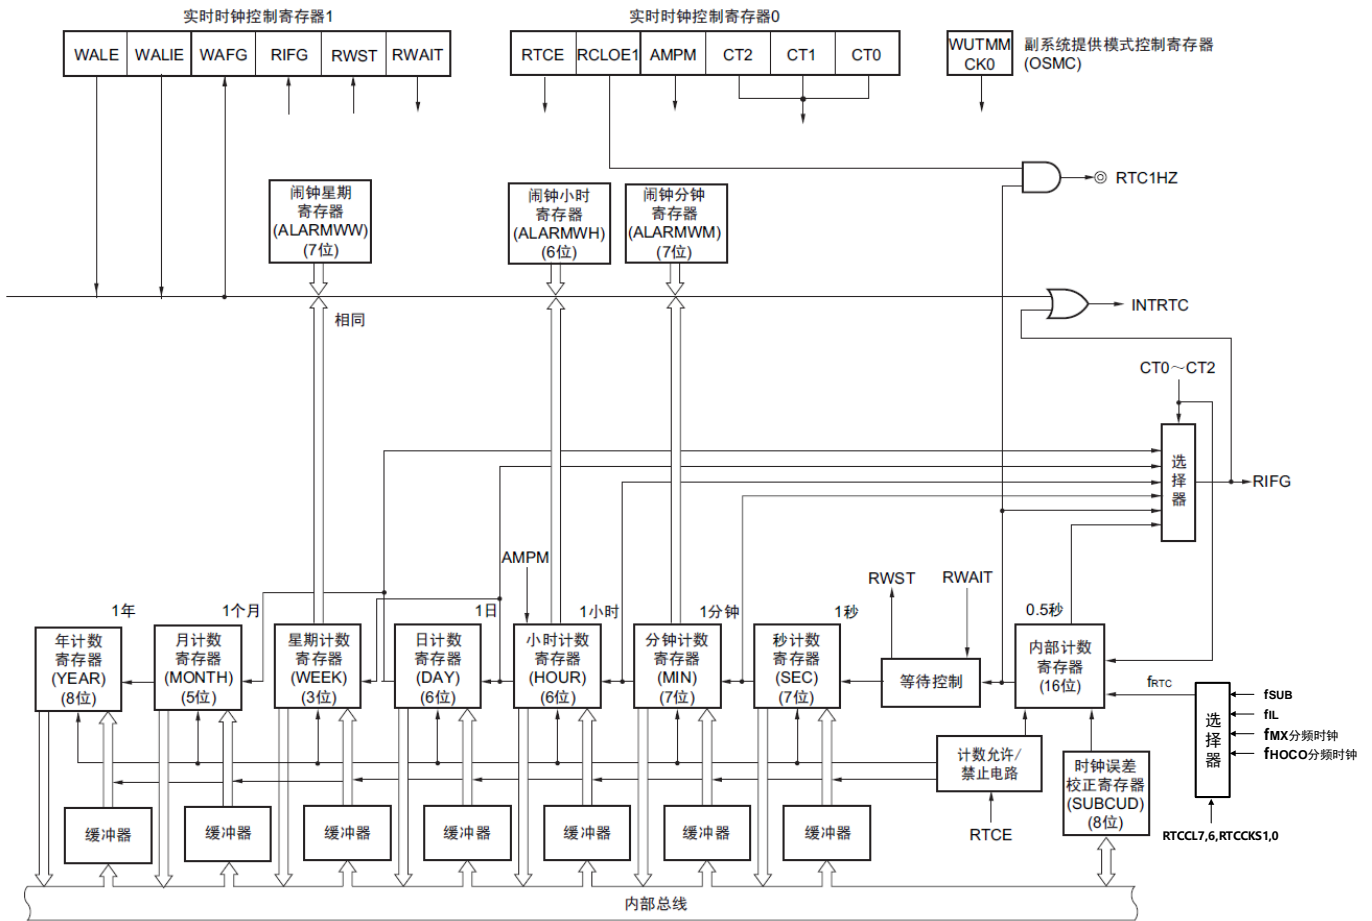 实时时钟控制寄存器1
WALE WALIE WAFG RIFG RWST RWAIT
实时时钟控制寄存器0
RTCE RCLOE1 AMPM CT2 CT1 CT0
WUTMM
CK0
副系统提供模式控制寄存器
(OSMC)
RTC1HZ
闹钟星期
寄存器
(ALARMWW)
(7位)
闹钟小时
寄存器
(ALARMWH)
(6位)
闹钟分钟
寄存器
(ALARMWM)
(7位)
相同
INTRTC
CT0～CT2
选
择
器
RIFG
AMPM
RWST
RWAIT
1年
1个月
1日
1小时
1分钟
1秒
0.5秒
年计数
寄存器
(YEAR)
(8位)
月计数
寄存器
(MONTH)
(5位)
星期计数
寄存器
(WEEK)
(3位)
日计数
寄存器
(DAY)
(6位)
小时计数
寄存器
(HOUR)
(6位)
分钟计数
寄存器
(MIN)
(7位)
秒计数
寄存器
(SEC)
(7位)
等待控制
内部计数
寄存器
(16位)
fRTC
选
择
器
fSUB
fIL
fMX分频时钟
fHOCO分频时钟
RTCCL7,6,RTCCKS1,0
计数允许/
禁止电路
RTCE
时钟误差
校正寄存器
(SUBCUD)
(8位)
缓冲器
缓冲器
缓冲器
缓冲器
缓冲器
缓冲器
缓冲器
内部总线